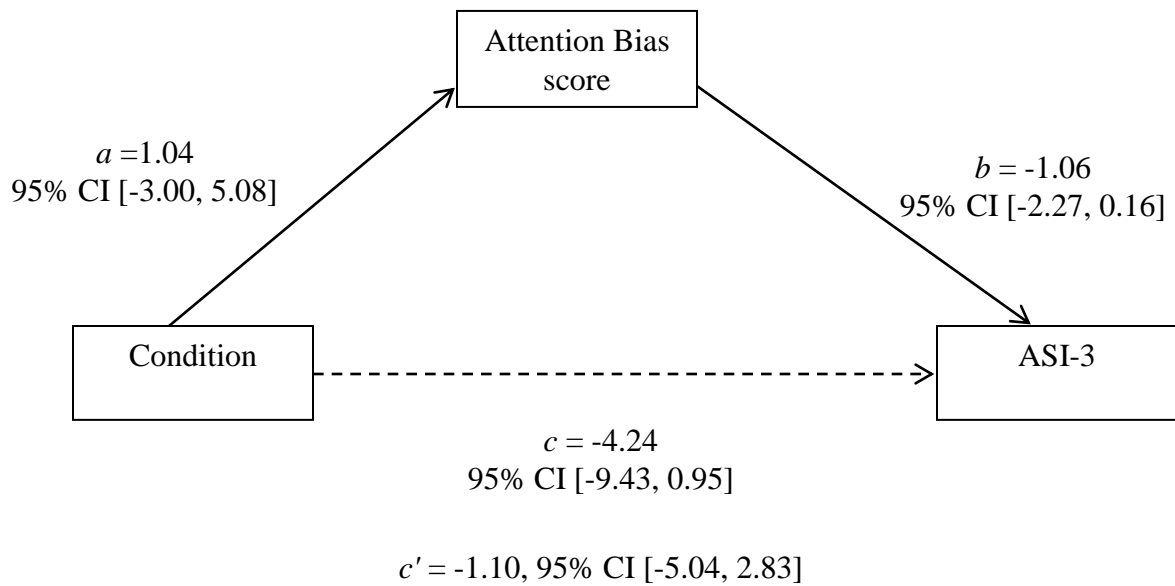 Attention Bias
score
a =1.04
95% CI [-3.00, 5.08]
b = -1.06
95% CI [-2.27, 0.16]
Condition
ASI-3
c = -4.24
95% CI [-9.43, 0.95]
c' = -1.10, 95% CI [-5.04, 2.83]